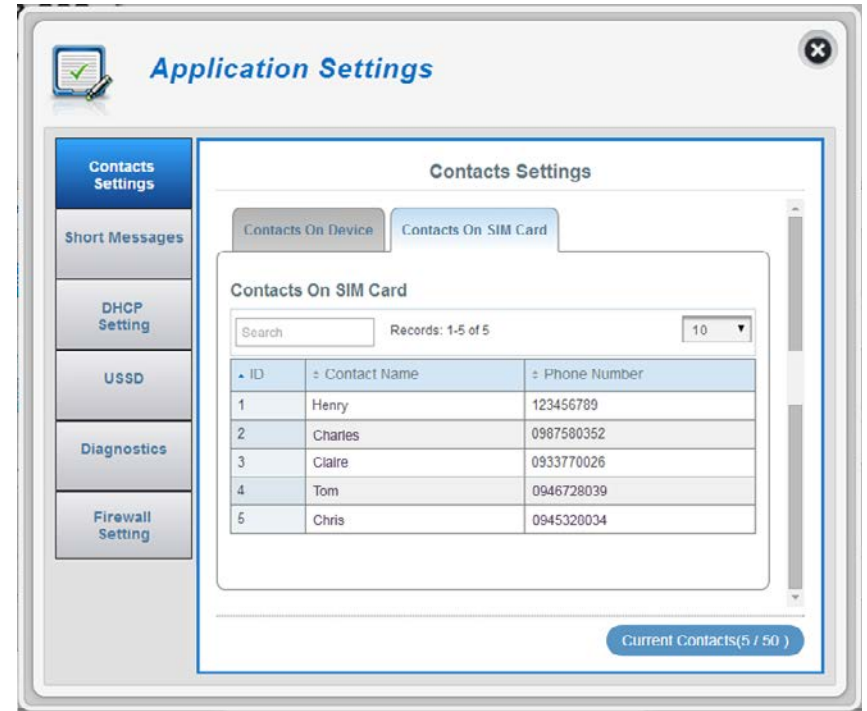 Application Settings
Contacts
Settings
Short Messages
DHCP
Setting
USSD
Diagnostics
Firewall
Setting
Contacts Settings
Contacts On Device
Contacts On SIM Card
Contacts On SIM Card
Search
Records: 1-5 of 5
10
ID Contact Name Phone Number
1 Henry 123456789
2 Charles 0987580352
3 Claire 0933770026
4 Tom 0946728039
5 Chris 0945328034
Current Contacts(5 / 50 )